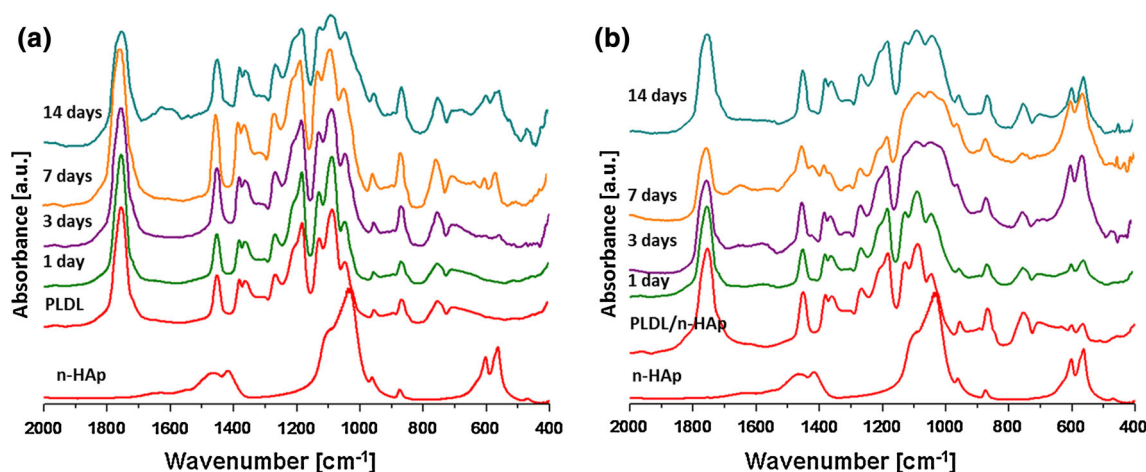 (a)
14 days
7 days
3 days
1 day
PLDL
n-HAp
Absorbance [a.u.]
2000 1800 1600 1400 1200 1000 800 600 400
Wavenumber [cm-1]
(b)
14 days
7 days
3 days
1 day
PLDL/n-HAp
n-HAp
Absorbance [a.u.]
2000 1800 1600 1400 1200 1000 800 600 400
Wavenumber [cm-1]